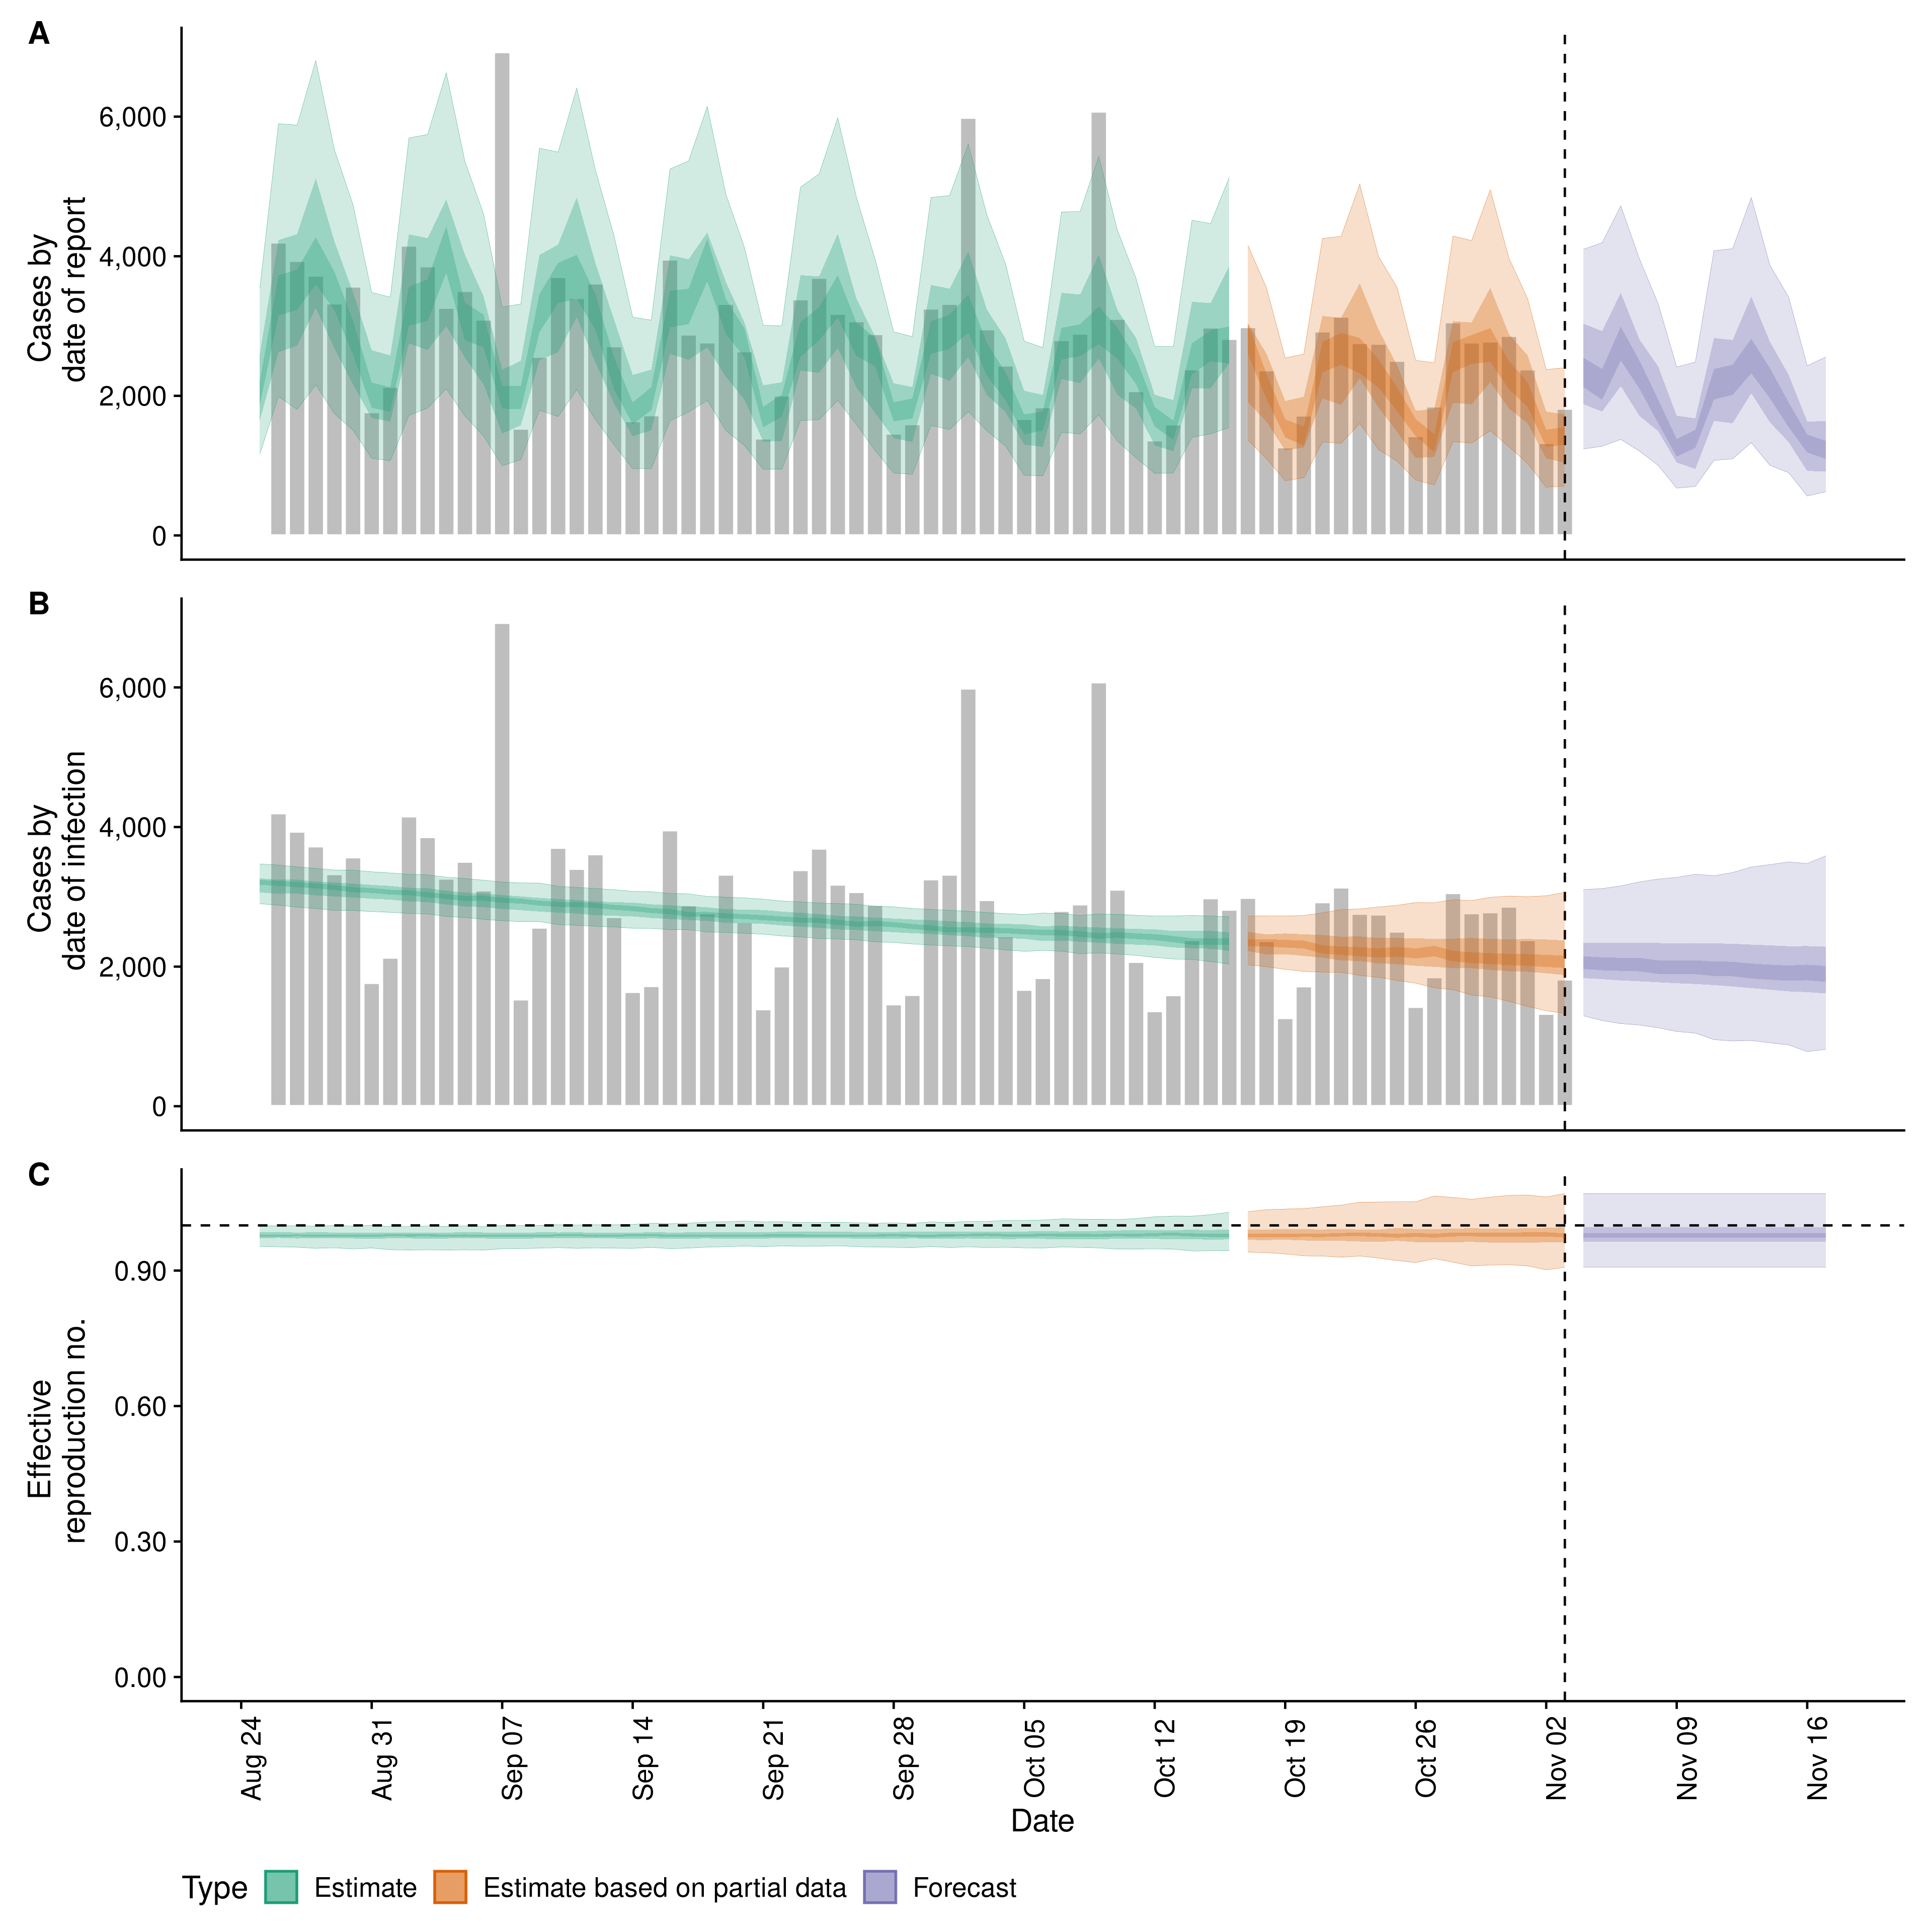 A
Cases by
date of report
6,000
4,000
2,000
0
B
Cases by
date of infection
6,000
4,000
2,000
0
C
Effective
reproduction no.
0.90
0.60
0.30
0.00
Aug 24
Aug 31
Sep 07
Sep 14
Sep 21
Sep 28
Oct 05
Oct 12
Oct 19
Oct 26
Nov 02
Nov 09
Nov 16
Date
Type Estimate Estimate based on partial data Forecast